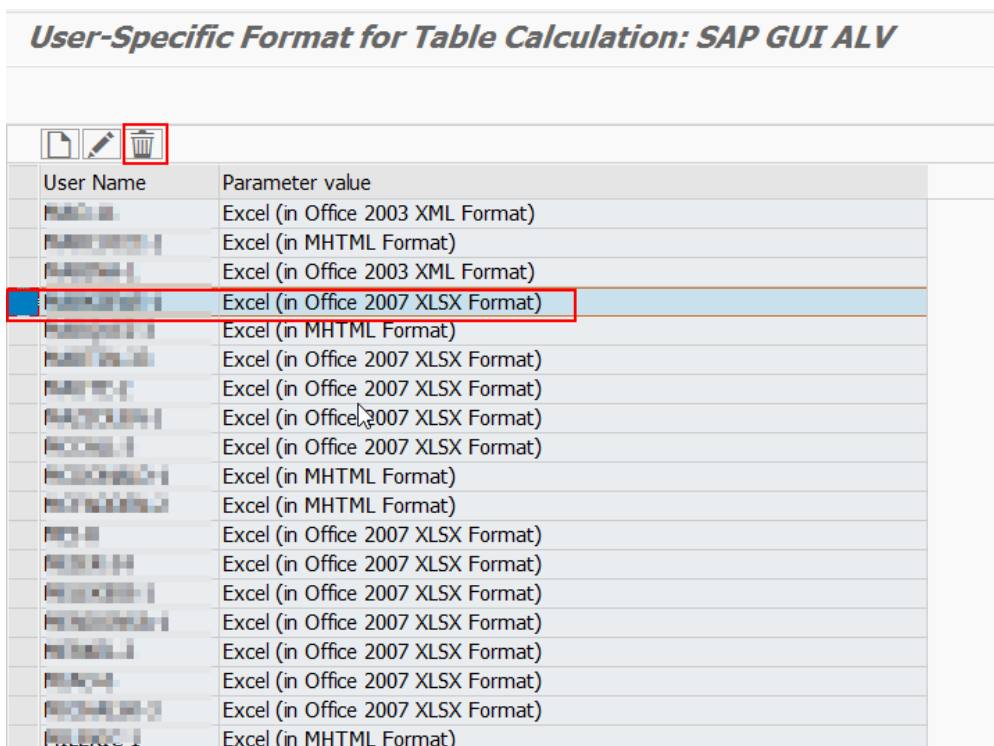 User-Specific Format for Table Calculation: SAP GUI ALV
User Name Parameter value
Excel (in Office 2003 XML Format)
Excel (in MHTML Format)
Excel (in Office 2003 XML Format)
Excel (in Office 2007 XLSX Format)
Excel (in MHTML Format)
Excel (in Office 2007 XLSX Format)
Excel (in Office 2007 XLSX Format)
Excel (in Office 2007 XLSX Format)
Excel (in Office 2007 XLSX Format)
Excel (in MHTML Format)
Excel (in MHTML Format)
Excel (in Office 2007 XLSX Format)
Excel (in Office 2007 XLSX Format)
Excel (in Office 2007 XLSX Format)
Excel (in Office 2007 XLSX Format)
Excel (in Office 2007 XLSX Format)
Excel (in Office 2007 XLSX Format)
Excel (in Office 2007 XLSX Format)
Excel (in MHTML Format)